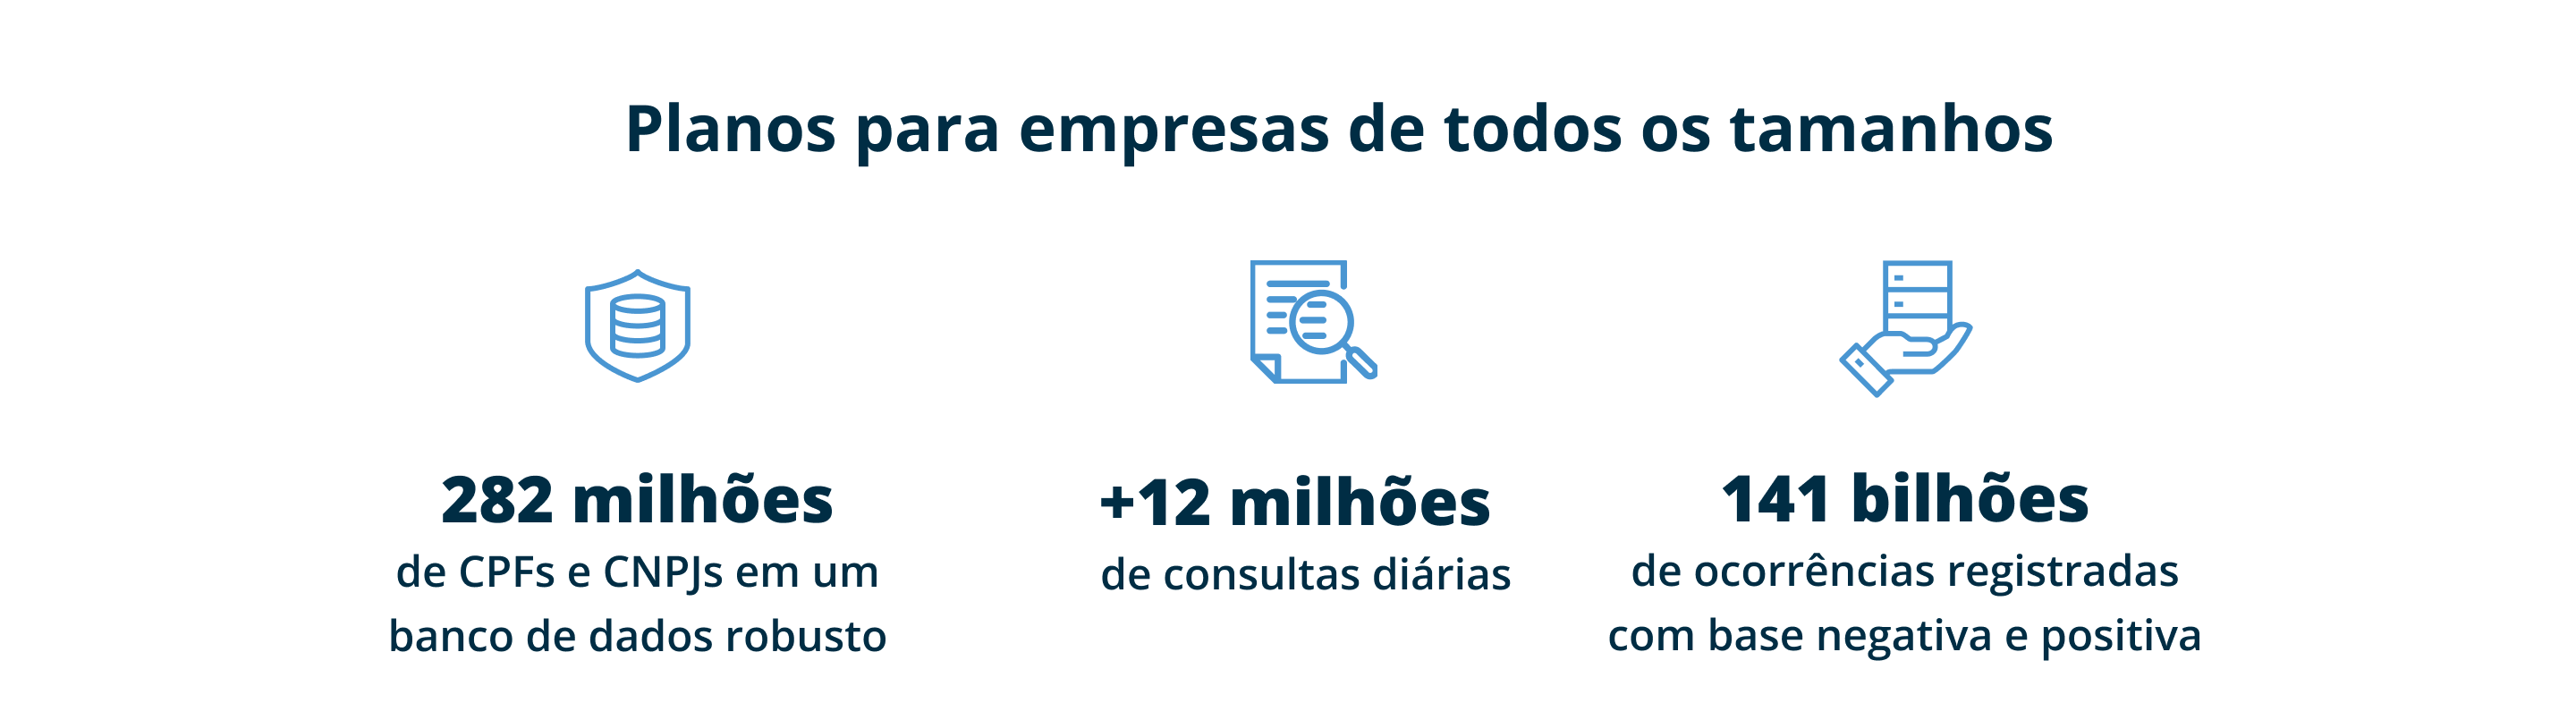 Planos para empresas de todos os tamanhos
282 milhões
de CPFs e CNPJs em um
banco de dados robusto
+12 milhões
de consultas diárias
141 bilhões
de ocorrências registradas
com base negativa e positiva